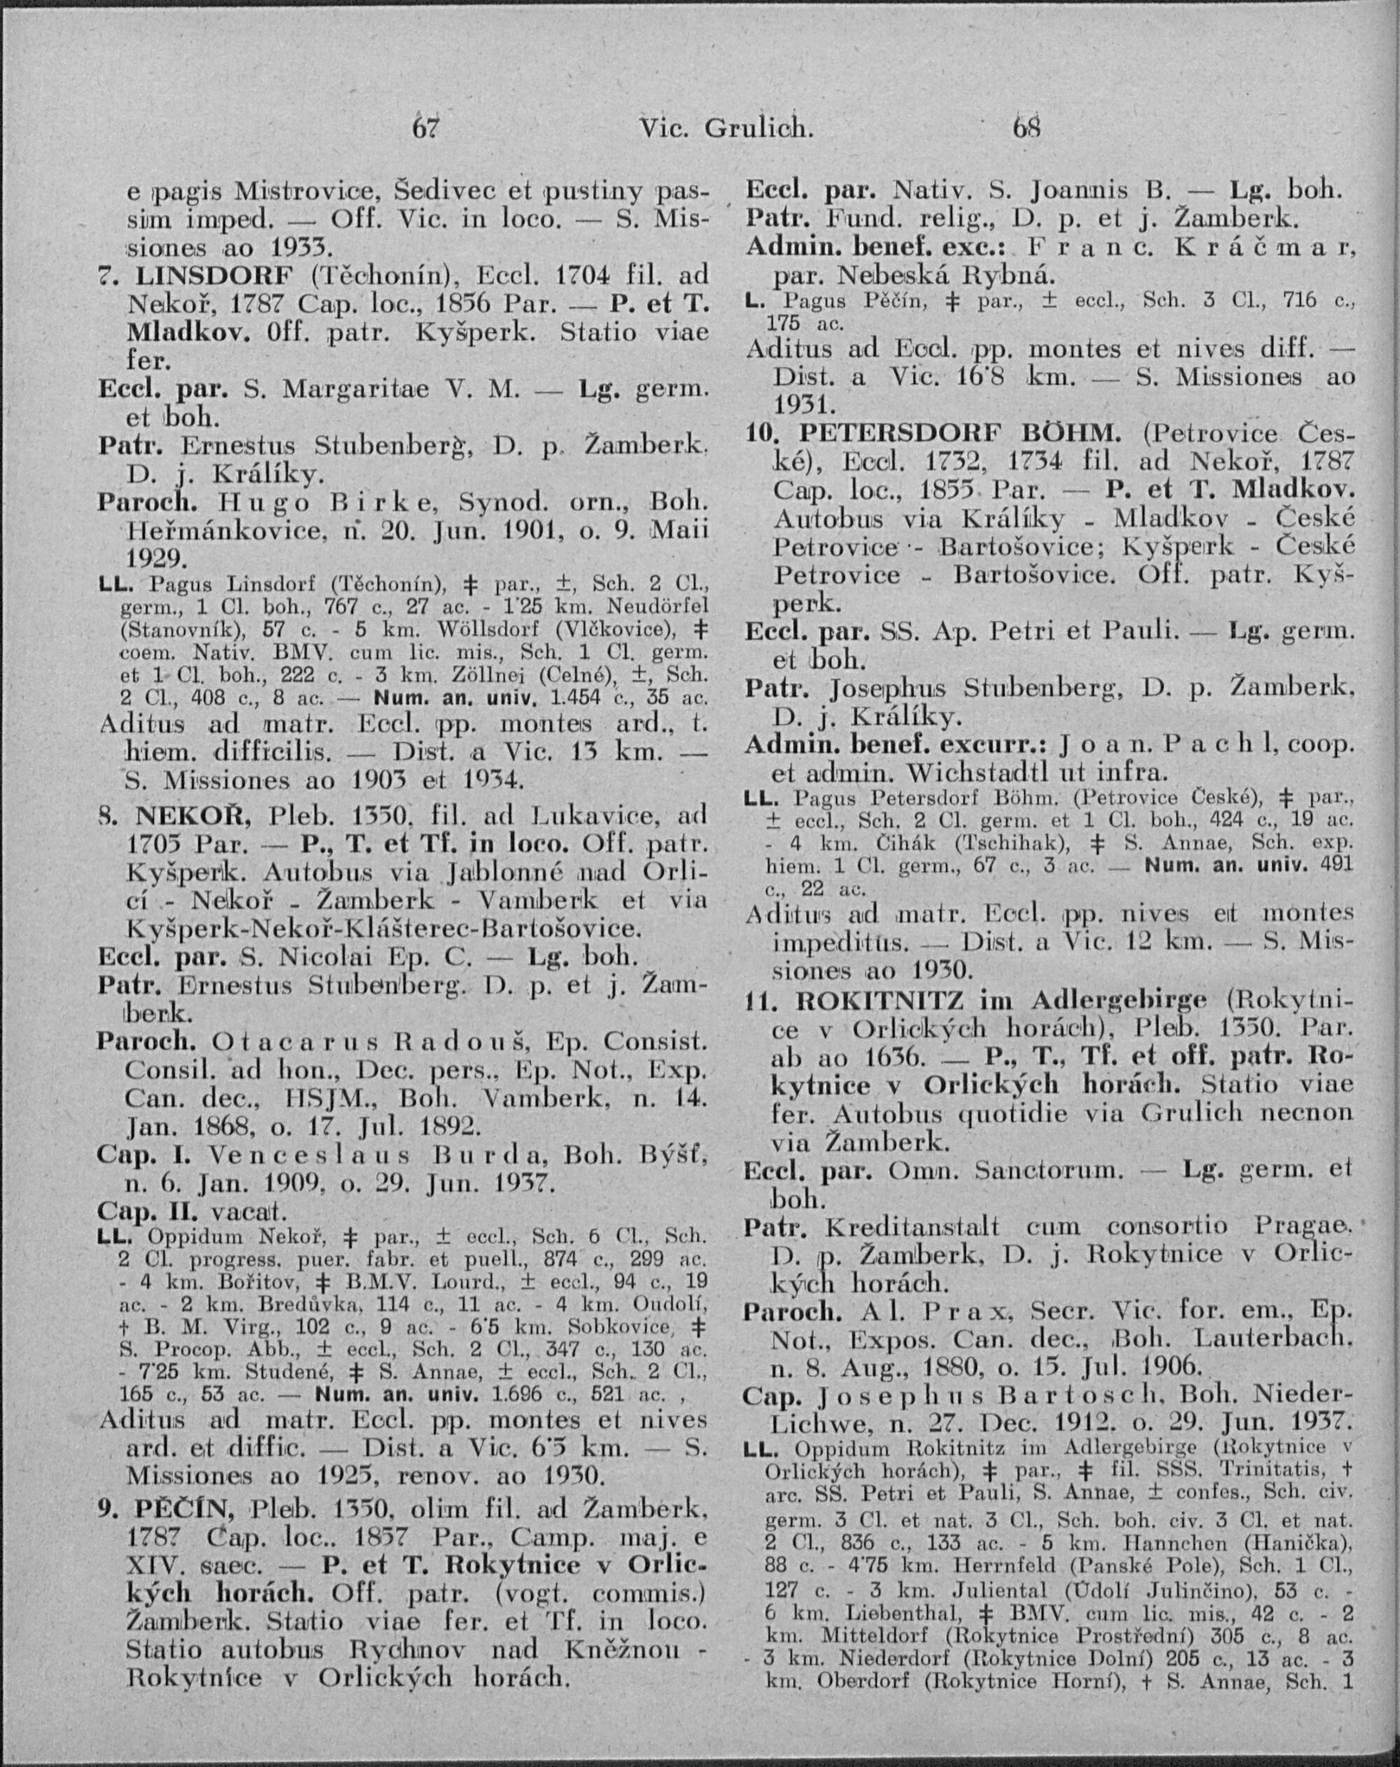 67 Vic. Grulich. 68
e pagis Mistrovice, Šedivec et pustiny pas-
sim imped. — Off. Vic. in loco. — S. Mis-
siones ao 1933.
7. LINSDORF (Těchonín), Eccl. 1704 fil. ad
Nekoř, 1787 Cap. loc., 1856 Par. — P. et T.
Mladkov. Off. patr. Kyšperk. Statio viae
fer.
Eccl. par. S. Margaritae V. M. — Lg. germ.
et boh.
Patr. Ernestus Stubenberg, D. p. Žamberk.
D. j. Králíky.
Paroch. Hugo Birke, Synod. orn., Boh.
Heřmánkovice, n. 20. Jun. 1901, o. 9. Maii
1929.
LL. Pagus Linsdorf (Těchonín), ‡ par., ±, Sch. 2 Cl.,
germ., 1 Cl. boh., 767 c., 27 ac. - 1'25 km. Neudörfel
(Stanovník), 57 c. - 5 km. Wöllsdorf (Vlčkovice), ‡
coem. Nativ. BMV. cum lic. mis., Sch. 1 Cl. germ.
et 1 Cl. boh., 222 c. - 3 km. Zöllnei (Celné), ±, Sch.
2 Cl., 408 c., 8 ac. — Num. an. univ. 1.454 c., 35 ac.
Aditus ad matr. Eccl. pp. montes ard., t.
hiem. difficilis. — Dist. a Vic. 13 km. —
S. Missiones ao 1903 et 1934.
8. NEKOŘ, Pleb. 1350, fil. ad Lukavice, ad
1703 Par. — P., T. et Tf. in loco. Off. patr.
Kyšperk. Autobus via Jablonné nad Orli-
cí - Nekoř - Žamberk - Vamberk et via
Kyšperk-Nekoř-Klášterec-Bartošovice.
Eccl. par. S. Nicolai Ep. C. — Lg. boh.
Patr. Ernestus Stubenberg. D. p. et j. Žam-
berk.
Paroch. Otacarus Radouš, Ep. Consist.
Consil. ad hon., Dec. pers., Ep. Not., Exp.
Can. dec., HSJM., Boh. Vamberk, n. 14.
Jan. 1868, o. 17. Jul. 1892.
Cap. I. Venceslaus Burda, Boh. Býšť,
n. 6. Jan. 1909, o. 29. Jun. 1937.
Cap. II. vacat.
LL. Oppidum Nekoř, ‡ par., ± eccl., Sch. 6 Cl., Sch.
2 Cl. progress. puer. fabr. et puell., 874 c., 299 ac.
- 4 km. Bořitov, ‡ B.M.V. Lourd., ± eccl., 94 c., 19
ac. - 2 km. Bredůvka, 114 c., 11 ac. - 4 km. Oudolí,
† B. M. Virg., 102 c., 9 ac. - 6'5 km. Sobkovice, ‡
S. Procop. Abb., ± eccl., Sch. 2 Cl., 347 c., 130 ac.
- 7'25 km. Studené, ‡ S. Annae, ± eccl., Sch. 2 Cl.,
165 c., 53 ac. — Num. an. univ. 1.696 c., 521 ac.
Aditus ad matr. Eccl. pp. montes et nives
ard. et diffic. — Dist. a Vic. 6'3 km. — S.
Missiones ao 1925, renov. ao 1930.
9. PĚČÍN, Pleb. 1350, olim fil. ad Žamberk,
1787 Cap. loc., 1857 Par., Camp. maj. e
XIV. saec. — P. et T. Rokytnice v Orlic-
kých horách. Off. patr. (vogt. commis.)
Žamberk. Statio viae fer. et Tf. in loco.
Statio autobus Rychnov nad Kněžnou -
Rokytnice v Orlických horách.
Eccl. par. Nativ. S. Joannis B. — Lg. boh.
Patr. Fund. relig., D. p. et j. Žamberk.
Admin. benef. exc.: Franc. Kráčmar,
par. Nebeská Rybná.
L. Pagus Pěčín, ‡ par., ± eccl., Sch. 3 Cl., 716 c.,
175 ac.
Aditus ad Eccl. pp. montes et nives diff. —
Dist. a Vic. 16'8 km. — S. Missiones ao
1931.
10. PETERSDORF BÖHM. (Petrovice Čes-
ké), Eccl. 1732, 1734 fil. ad Nekoř, 1787
Cap. loc., 1855 Par. — P. et T. Mladkov.
Autobus via Králíky - Mladkov - České
Petrovice - Bartošovice; Kyšperk - České
Petrovice - Bartošovice. Off. patr. Kyš-
perk.
Eccl. par. SS. Ap. Petri et Pauli. — Lg. germ.
et boh.
Patr. Josephus Stubenberg, D. p. Žamberk,
D. j. Králíky.
Admin. benef. excurr.: Joan. Pachl, coop.
et admin. Wichstadtl ut infra.
LL. Pagus Petersdorf Böhm. (Petrovice České), ‡ par.,
± eccl., Sch. 2 Cl. germ. et 1 Cl. boh., 424 c., 19 ac.
- 4 km. Čihák (Tschihak), ‡ S. Annae, Sch. exp.
hiem. 1 Cl. germ., 67 c., 3 ac. — Num. an. univ. 491
c., 22 ac.
Aditus ad matr. Eccl. pp. nives et montes
impeditus. — Dist. a Vic. 12 km. — S. Mis-
siones ao 1930.
11. ROKITNITZ im Adlergebirge (Rokytni-
ce v Orlických horách), Pleb. 1350. Par.
ab ao 1636. — P., T., Tf. et off. patr. Ro-
kytnice v Orlických horách. Statio viae
fer. Autobus quotidie via Grulich necnon
via Žamberk.
Eccl. par. Omn. Sanctorum. — Lg. germ. et
boh.
Patr. Kreditanstalt cum consortio Pragae.
D. p. Žamberk, D. j. Rokytnice v Orlic-
kých horách.
Paroch. Al. Prax, Secr. Vic. for. em., Ep.
Not., Expos. Can. dec., Boh. Lauterbach,
n. 8. Aug., 1880, o. 15. Jul. 1906.
Cap. Josephus Bartosch, Boh. Nieder-
Lichwe, n. 27. Dec. 1912. o. 29. Jun. 1937.
LL. Oppidum Rokitnitz im Adlergebirge (Rokytnice v
Orlických horách), ‡ par., ‡ fil. SSS. Trinitatis, †
arc. SS. Petri et Pauli, S. Annae, ± confes., Sch. civ.
germ. 3 Cl. et nat. 3 Cl., Sch. boh. civ. 3 Cl. et nat.
2 Cl., 836 c., 133 ac. - 5 km. Hannchen (Hanička),
88 c. - 4'75 km. Herrnfeld (Panské Pole), Sch. 1 Cl.,
127 c. - 3 km. Juliental (Údolí Julinčino), 53 c. -
6 km. Liebenthal, ‡ BMV. cum lic. mis., 42 c. - 2
km. Mitteldorf (Rokytnice Prostřední) 305 c., 8 ac.
- 3 km. Niederdorf (Rokytnice Dolní) 205 c., 13 ac. - 3
km. Oberdorf (Rokytnice Horní), † S. Annae, Sch. 1